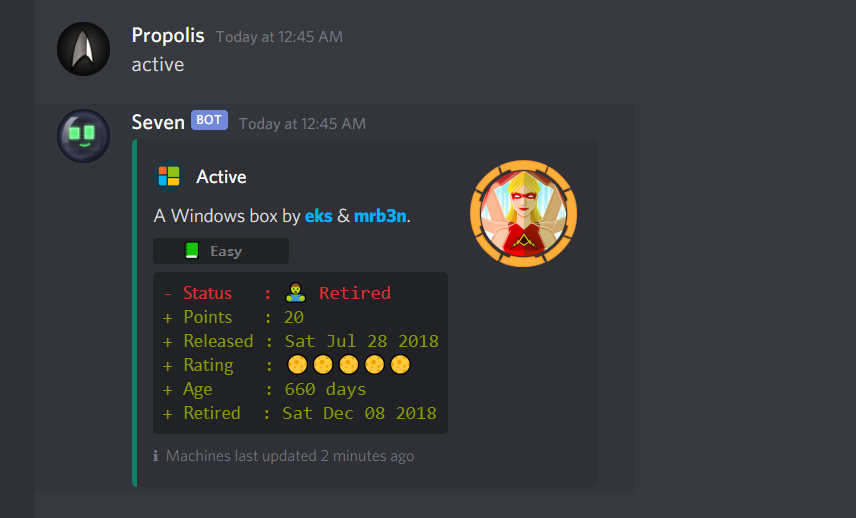 Propolis Today at 12:45 AM
active
Seven BOT Today at 12:45 AM
Active
A Windows box by eks & mrb3n.
Easy
- Status : Retired
+ Points : 20
+ Released : Sat Jul 28 2018
+ Rating :
+ Age : 660 days
+ Retired : Sat Dec 08 2018
Machines last updated 2 minutes ago